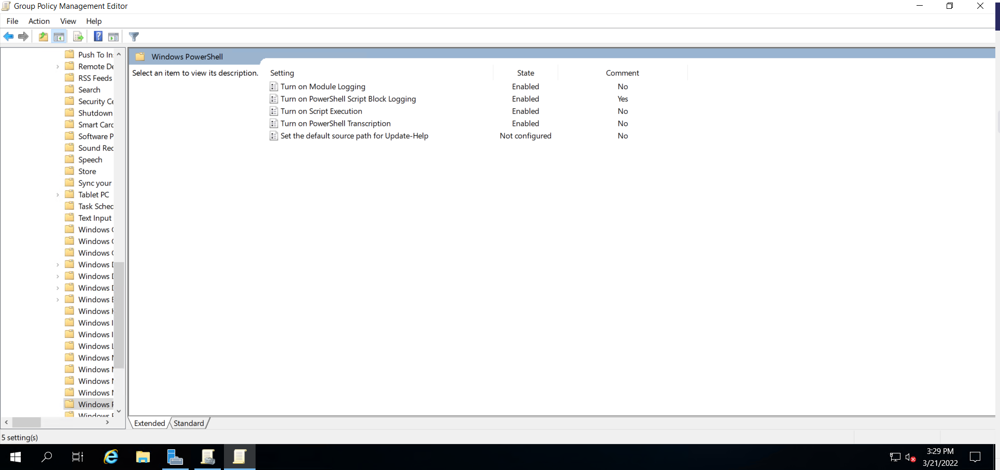 Group Policy Management Editor
File Action View Help
Push To In
Remote De
RSS Feeds
Search
Security Ce
Shutdown
Smart Card
Software P
Sound Rec
Speech
Store
Sync your
Tablet PC
Task Sched
Text Input
Windows C
Windows C
Windows C
Windows D
Windows D
Windows D
Windows E
Windows H
Windows I
Windows I
Windows L
Windows M
Windows M
Windows M
Windows M
Windows P
Windows
Windows PowerShell
Select an item to view its description.
Setting State Comment
Turn on Module Logging Enabled No
Turn on PowerShell Script Block Logging Enabled Yes
Turn on Script Execution Enabled No
Turn on PowerShell Transcription Enabled No
Set the default source path for Update-Help Not configured No
Extended Standard
5 setting(s)
3:29 PM
3/21/2022